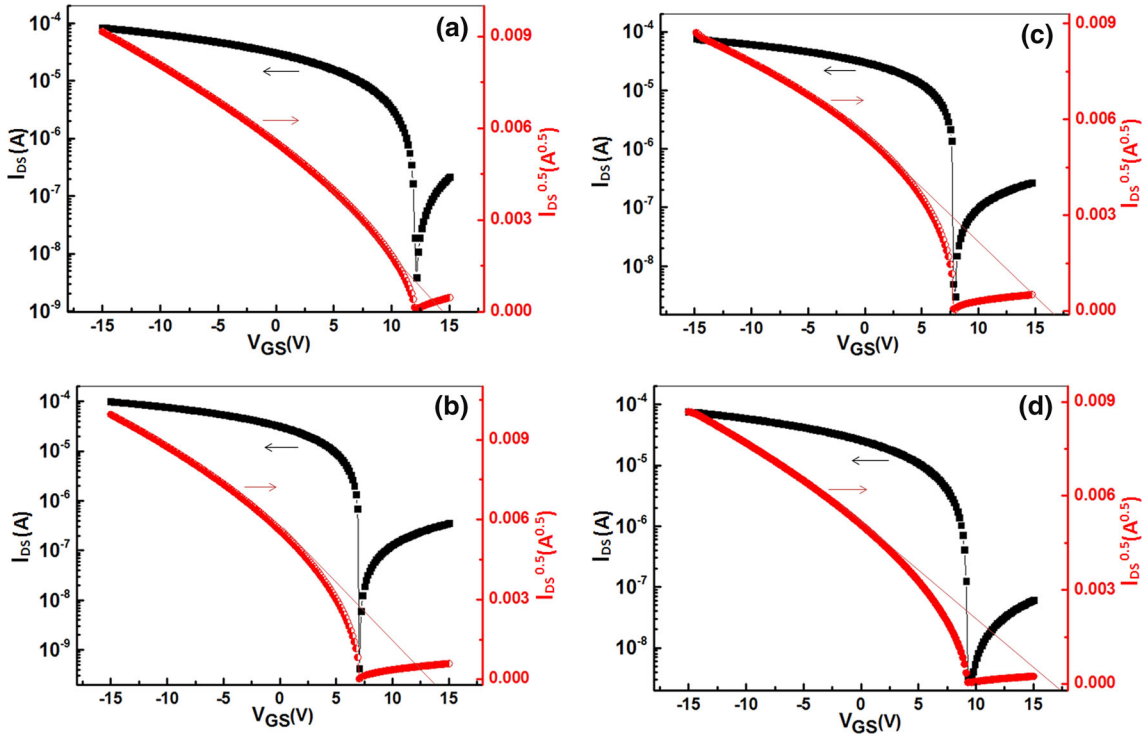 (a)
10⁻⁴
10⁻⁵
10⁻⁶
10⁻⁷
10⁻⁸
10⁻⁹
I_DS(A)
0.009
0.006
0.003
0.000
I_DS^0.5(A^0.5)
-15 -10 -5 0 5 10 15
V_GS(V)
(c)
10⁻⁴
10⁻⁵
10⁻⁶
10⁻⁷
10⁻⁸
I_DS(A)
0.009
0.006
0.003
0.000
I_DS^0.5(A^0.5)
-15 -10 -5 0 5 10 15
V_GS(V)
(b)
10⁻⁴
10⁻⁵
10⁻⁶
10⁻⁷
10⁻⁸
10⁻⁹
I_DS(A)
0.009
0.006
0.003
0.000
I_DS^0.5(A^0.5)
-15 -10 -5 0 5 10 15
V_GS(V)
(d)
10⁻⁴
10⁻⁵
10⁻⁶
10⁻⁷
10⁻⁸
I_DS(A)
0.009
0.006
0.003
0.000
I_DS^0.5(A^0.5)
-15 -10 -5 0 5 10 15
V_GS(V)